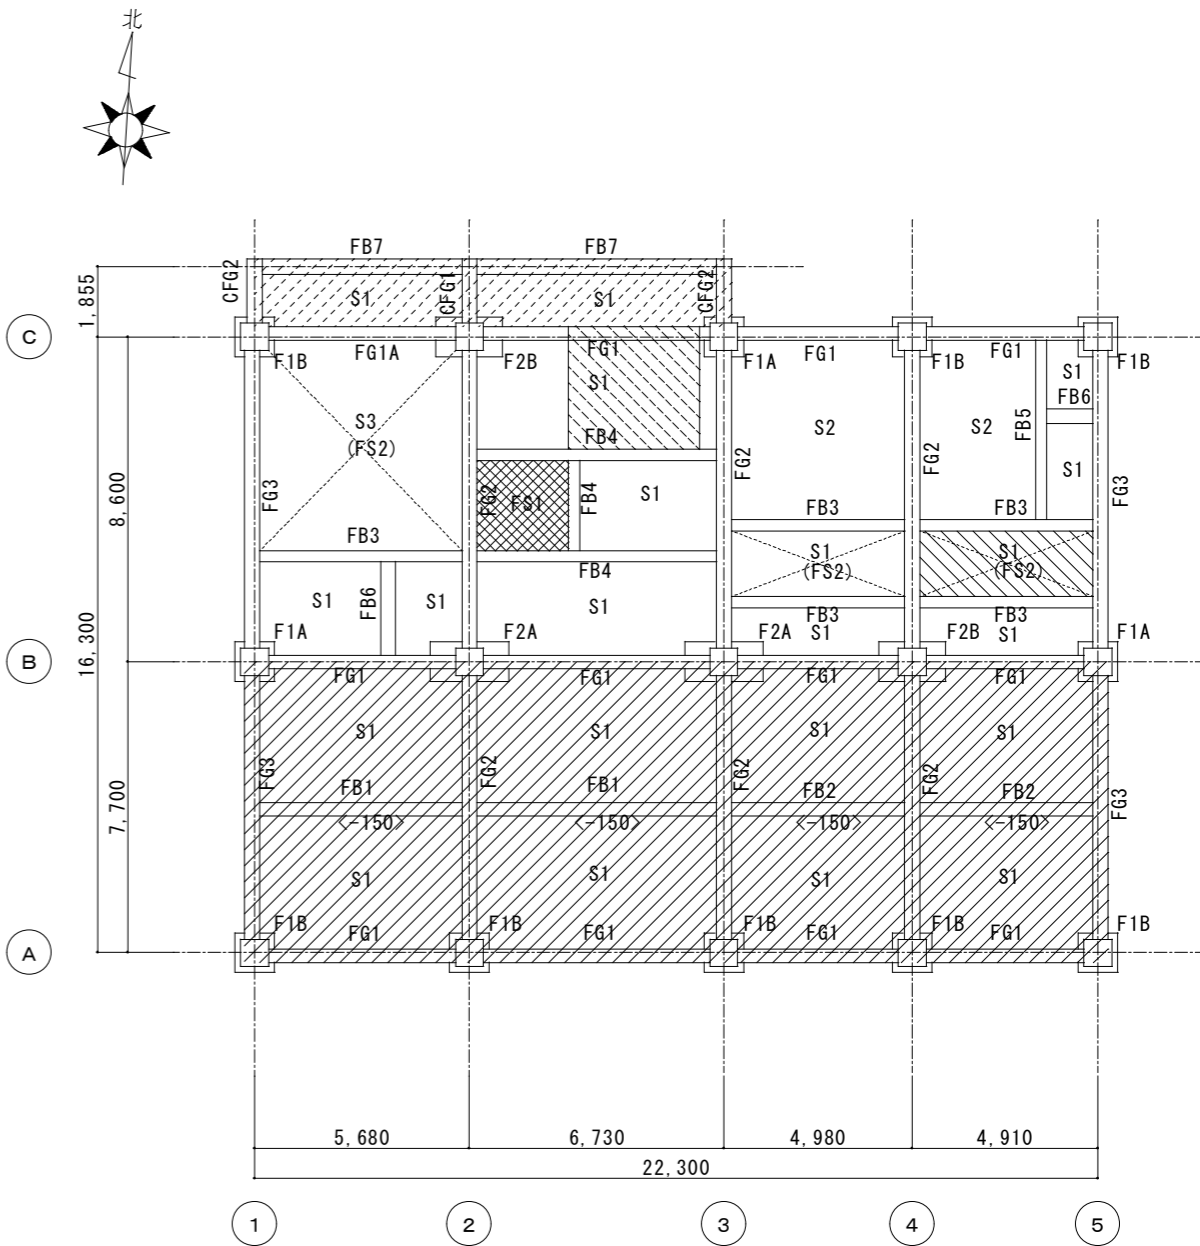 北
FB7 FB7
CFG2 CFG1 CFG2
S1 S1
1,855
C
F1B FG1A F2B FG1 F1A FG1 F1B FG1 F1B
S1 S1
S3 FB4 S2 S2 FB5 FB6
(FS2)
FG3 FG2 FS1 FB4 S1 FG2 FG2 S1 FG3
8,600
FB3 FB3 FB3
FB4 S1 S1
(FS2) (FS2)
S1 FB6 S1 S1 FB3 FB3
16,300
F1A F2A F2A S1 F2B S1 F1A
B
FG1 FG1 FG1 FG1
S1 S1 S1 S1
FG3 FG2 FG2 FG2 FG3
7,700
FB1 FB1 FB2 FB2
<-150> <-150> <-150> <-150>
S1 S1 S1 S1
F1B F1B F1B F1B F1B
FG1 FG1 FG1 FG1
A
5,680 6,730 4,980 4,910
22,300
1 2 3 4 5